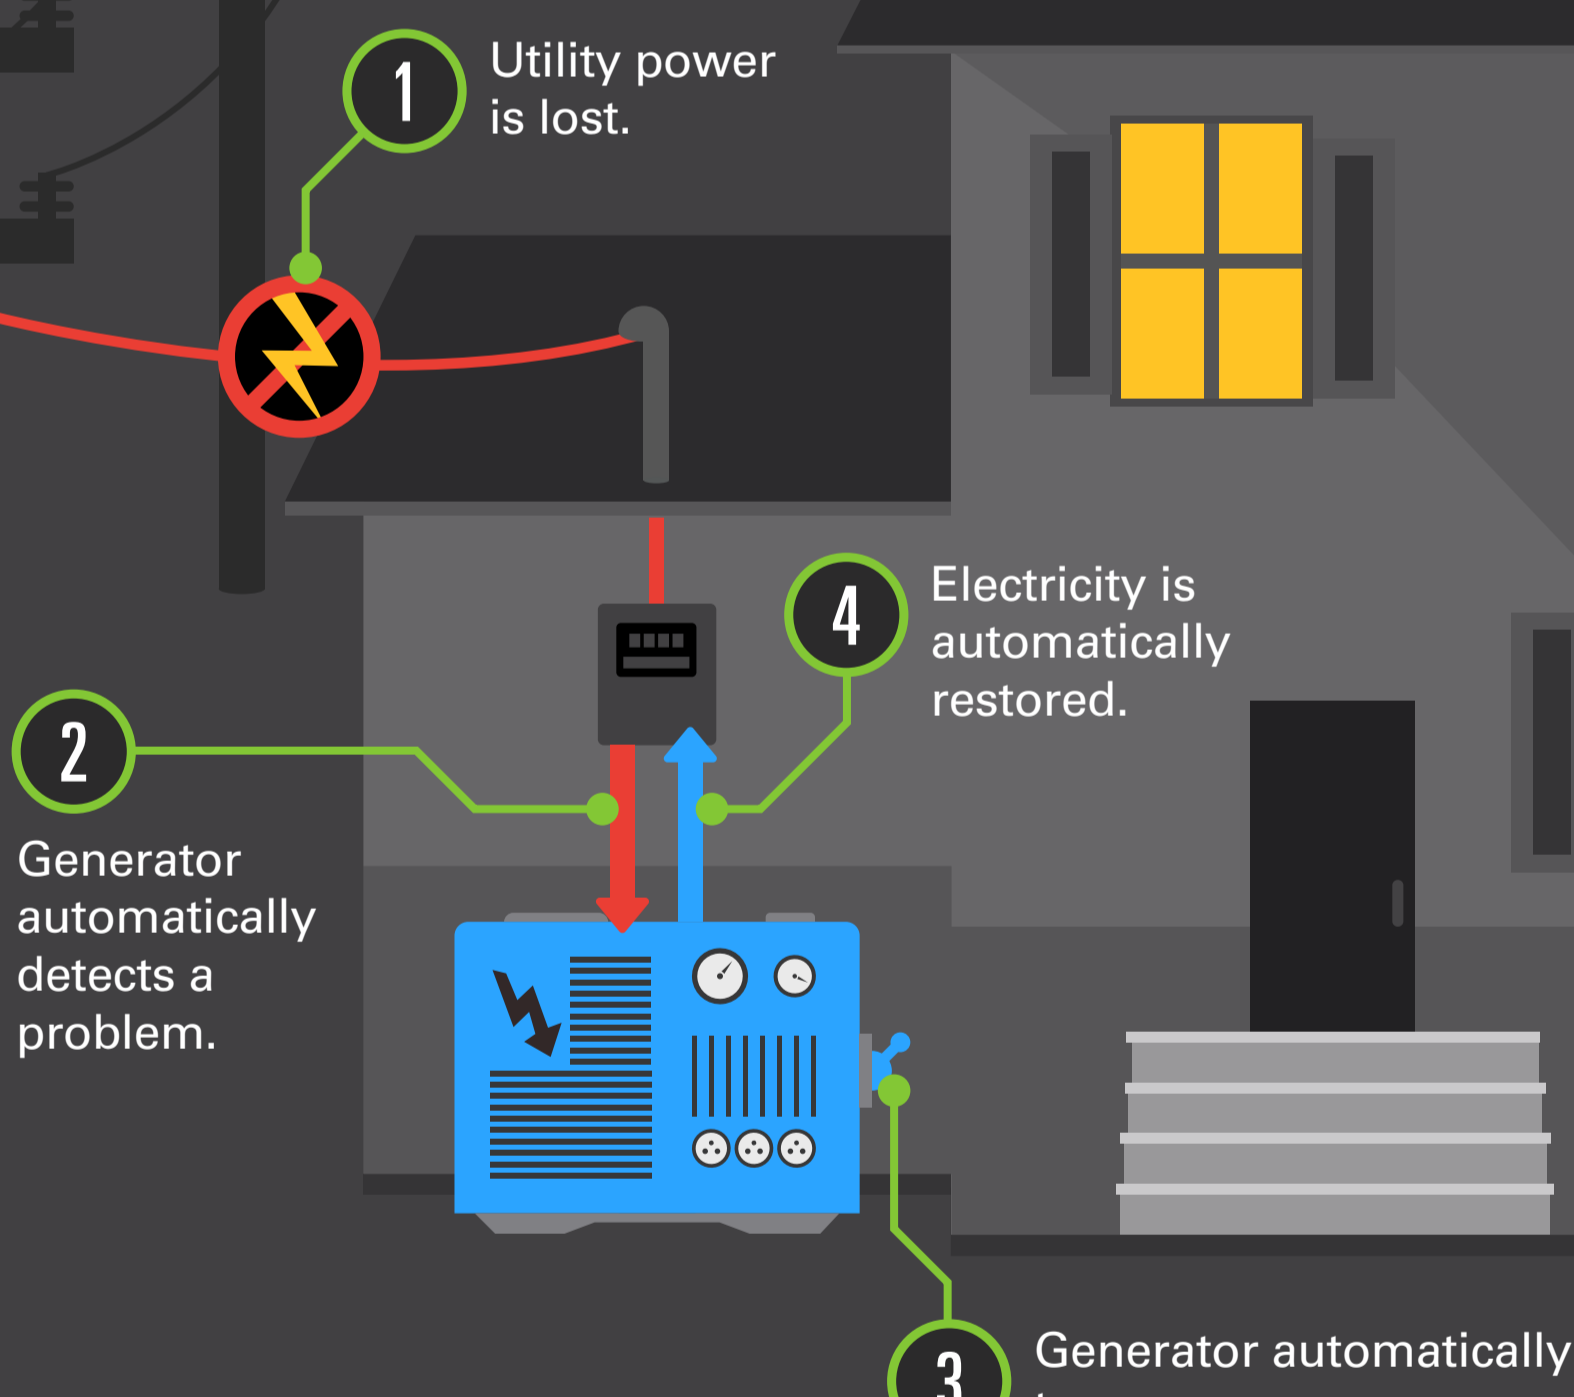 1
Utility power
is lost.
2
Generator
automatically
detects a
problem.
4
Electricity is
automatically
restored.
3
Generator automatically